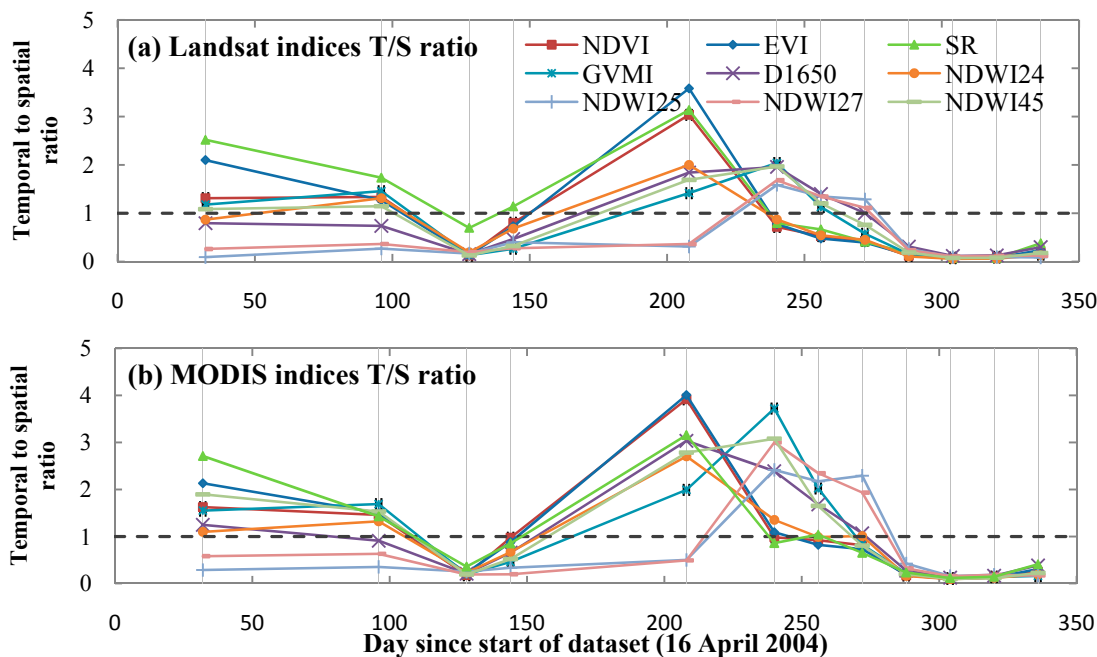 5
4
3
2
1
0
Temporal to spatial
ratio
(a) Landsat indices T/S ratio
NDVI EVI SR
GVMI D1650 NDWI24
NDWI25 NDWI27 NDWI45
0 50 100 150 200 250 300 350
5
4
3
2
1
0
Temporal to spatial
ratio
(b) MODIS indices T/S ratio
0 50 100 150 200 250 300 350
Day since start of dataset (16 April 2004)